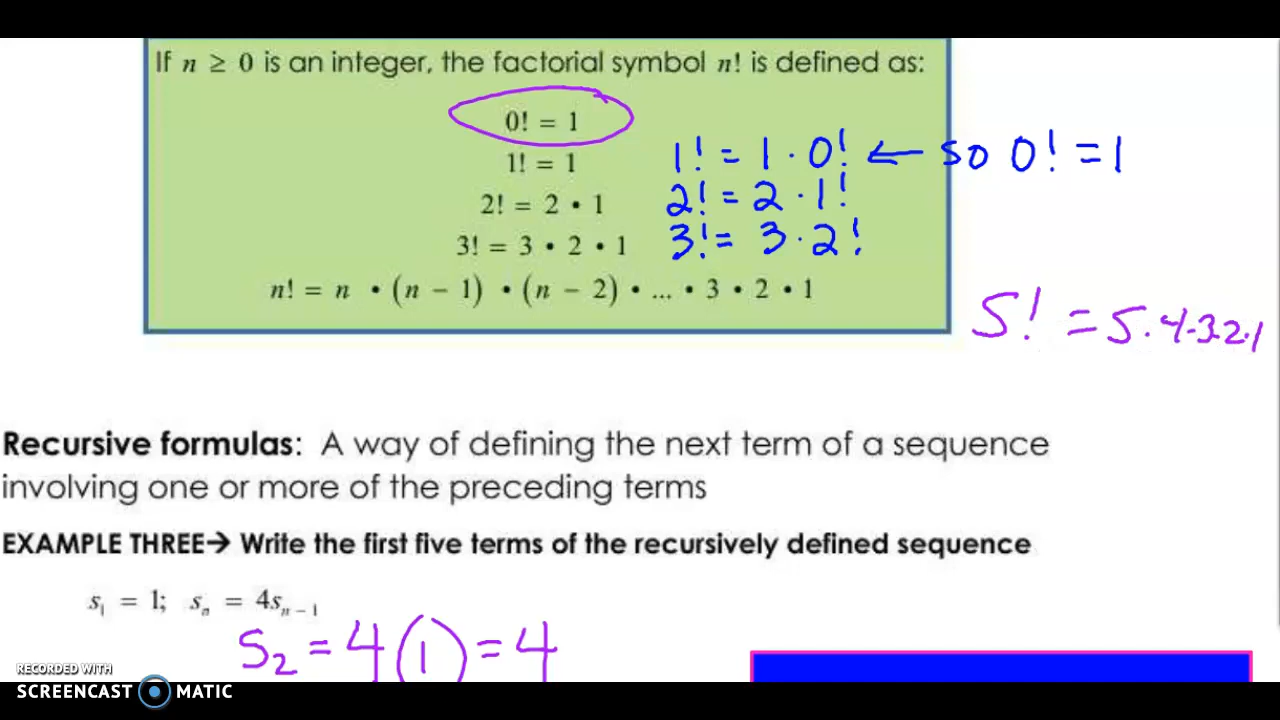 If n ≥ 0 is an integer, the factorial symbol n! is defined as:
0! = 1
1! = 1
2! = 2 • 1
3! = 3 • 2 • 1
n! = n • (n − 1) • (n − 2) • ... • 3 • 2 • 1
1! = 1 · 0! ← so 0! = 1
2! = 2 · 1!
3! = 3 · 2!
5! = 5·4·3·2·1
Recursive formulas: A way of defining the next term of a sequence
involving one or more of the preceding terms
EXAMPLE THREE→ Write the first five terms of the recursively defined sequence
s₁ = 1; sₙ = 4sₙ₋₁
S₂ = 4(1) = 4
RECORDED WITH
SCREENCAST MATIC